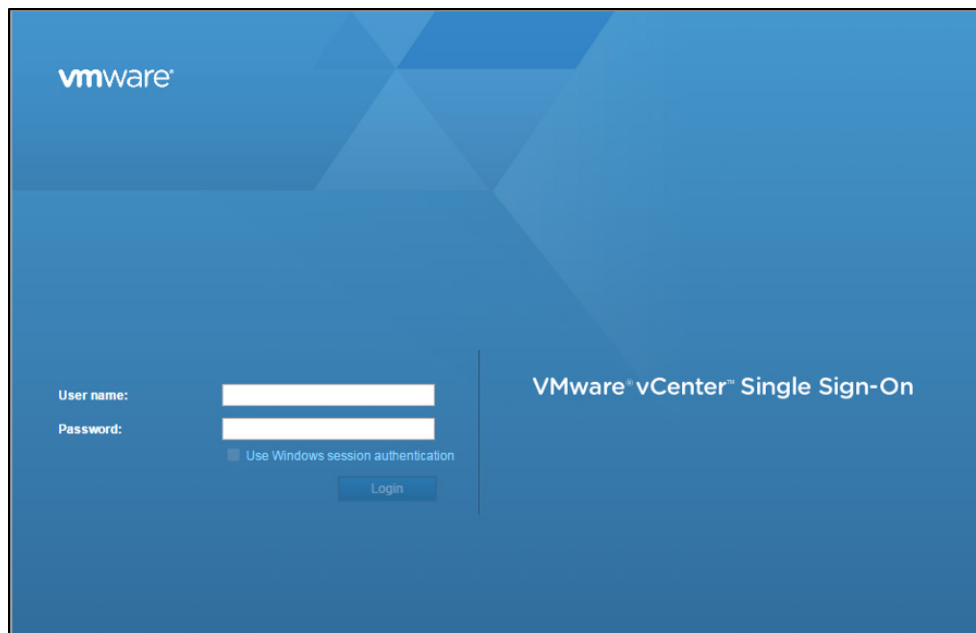 vmware®
User name:
Password:
Use Windows session authentication
Login
VMware® vCenter™ Single Sign-On